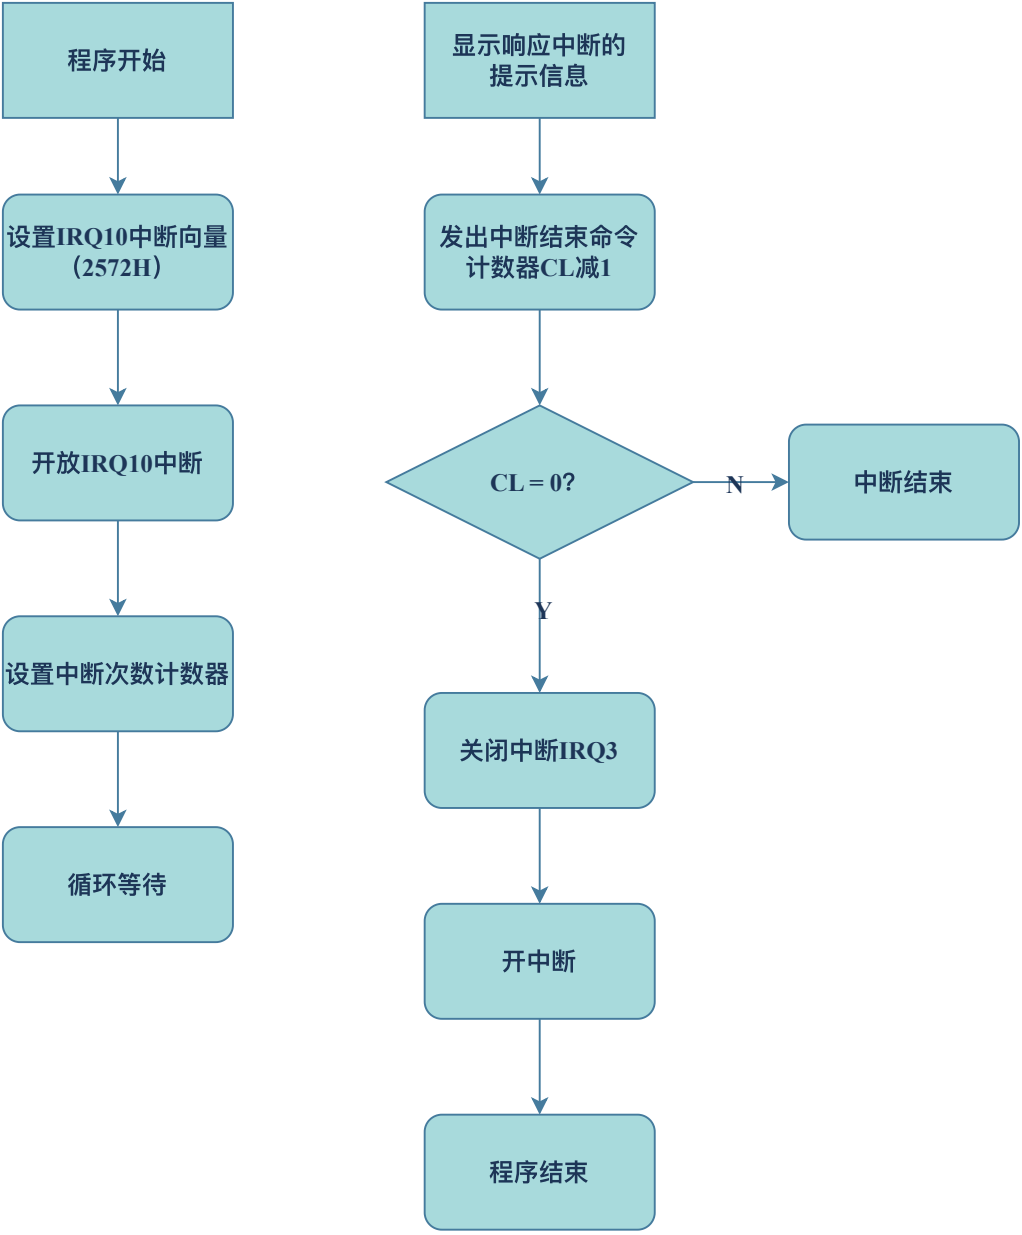 程序开始
设置IRQ10中断向量
（2572H）
开放IRQ10中断
设置中断次数计数器
循环等待
显示响应中断的
提示信息
发出中断结束命令
计数器CL减1
CL = 0?
N
中断结束
Y
关闭中断IRQ3
开中断
程序结束